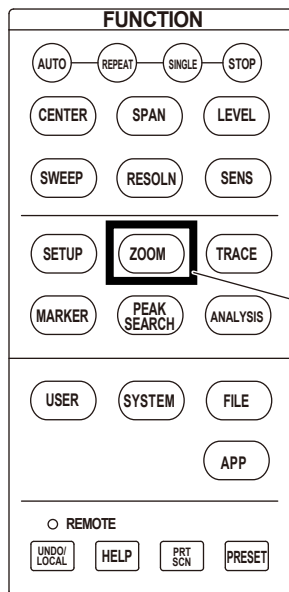 FUNCTION
AUTO REPEAT SINGLE STOP
CENTER SPAN LEVEL
SWEEP RESOLN SENS
SETUP ZOOM TRACE
MARKER PEAK SEARCH ANALYSIS
USER SYSTEM FILE
APP
REMOTE
UNDO/LOCAL HELP PRT SCN PRESET